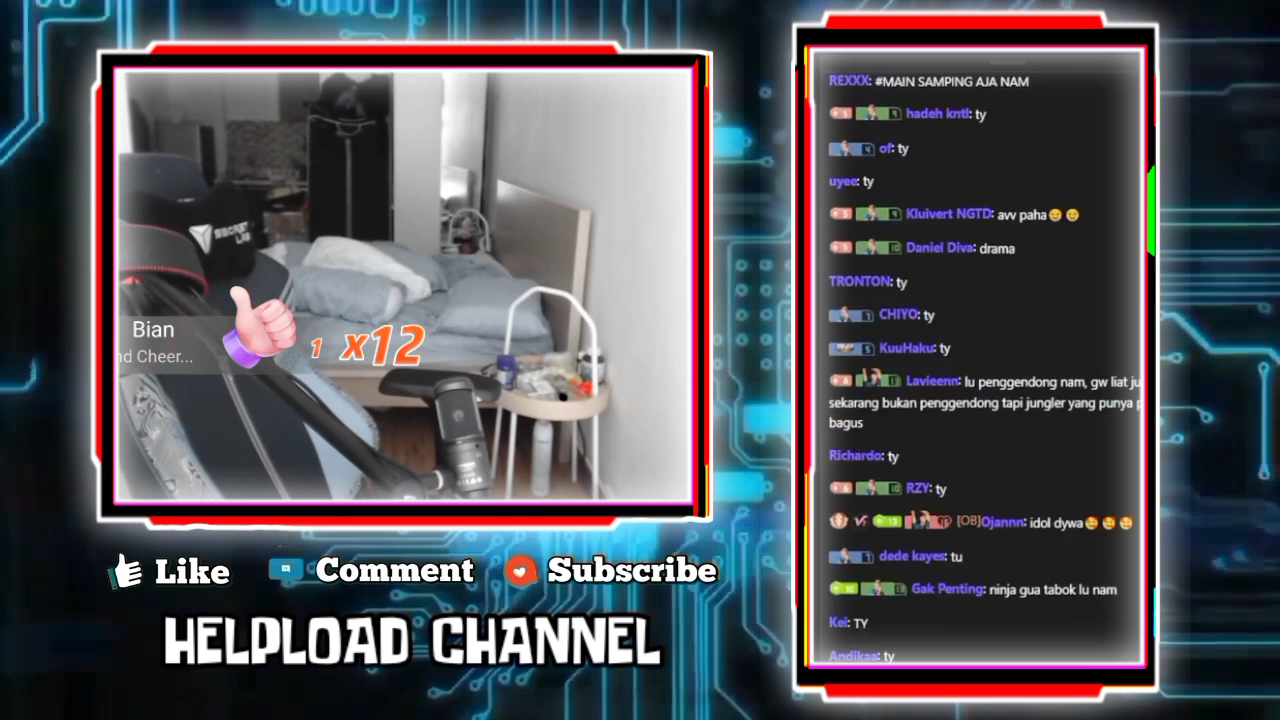 SECRET
LAB
Bian
nd Cheer...
1 x12
Like
Comment
Subscribe
HELPLOAD CHANNEL
REXXX: #MAIN SAMPING AJA NAM
hadeh kntl: ty
of: ty
uyee: ty
Kluivert NGTD: avv paha
Daniel Diva: drama
TRONTON: ty
CHIYO: ty
KuuHaku: ty
Lavieenn: lu penggendong nam, gw liat ju
sekarang bukan penggendong tapi jungler yang punya p
bagus
Richardo: ty
RZY: ty
[OB]Ojannn: idol dywa
dede kayes: tu
Gak Penting: ninja gua tabok lu nam
Kei: TY
Andikaa: ty